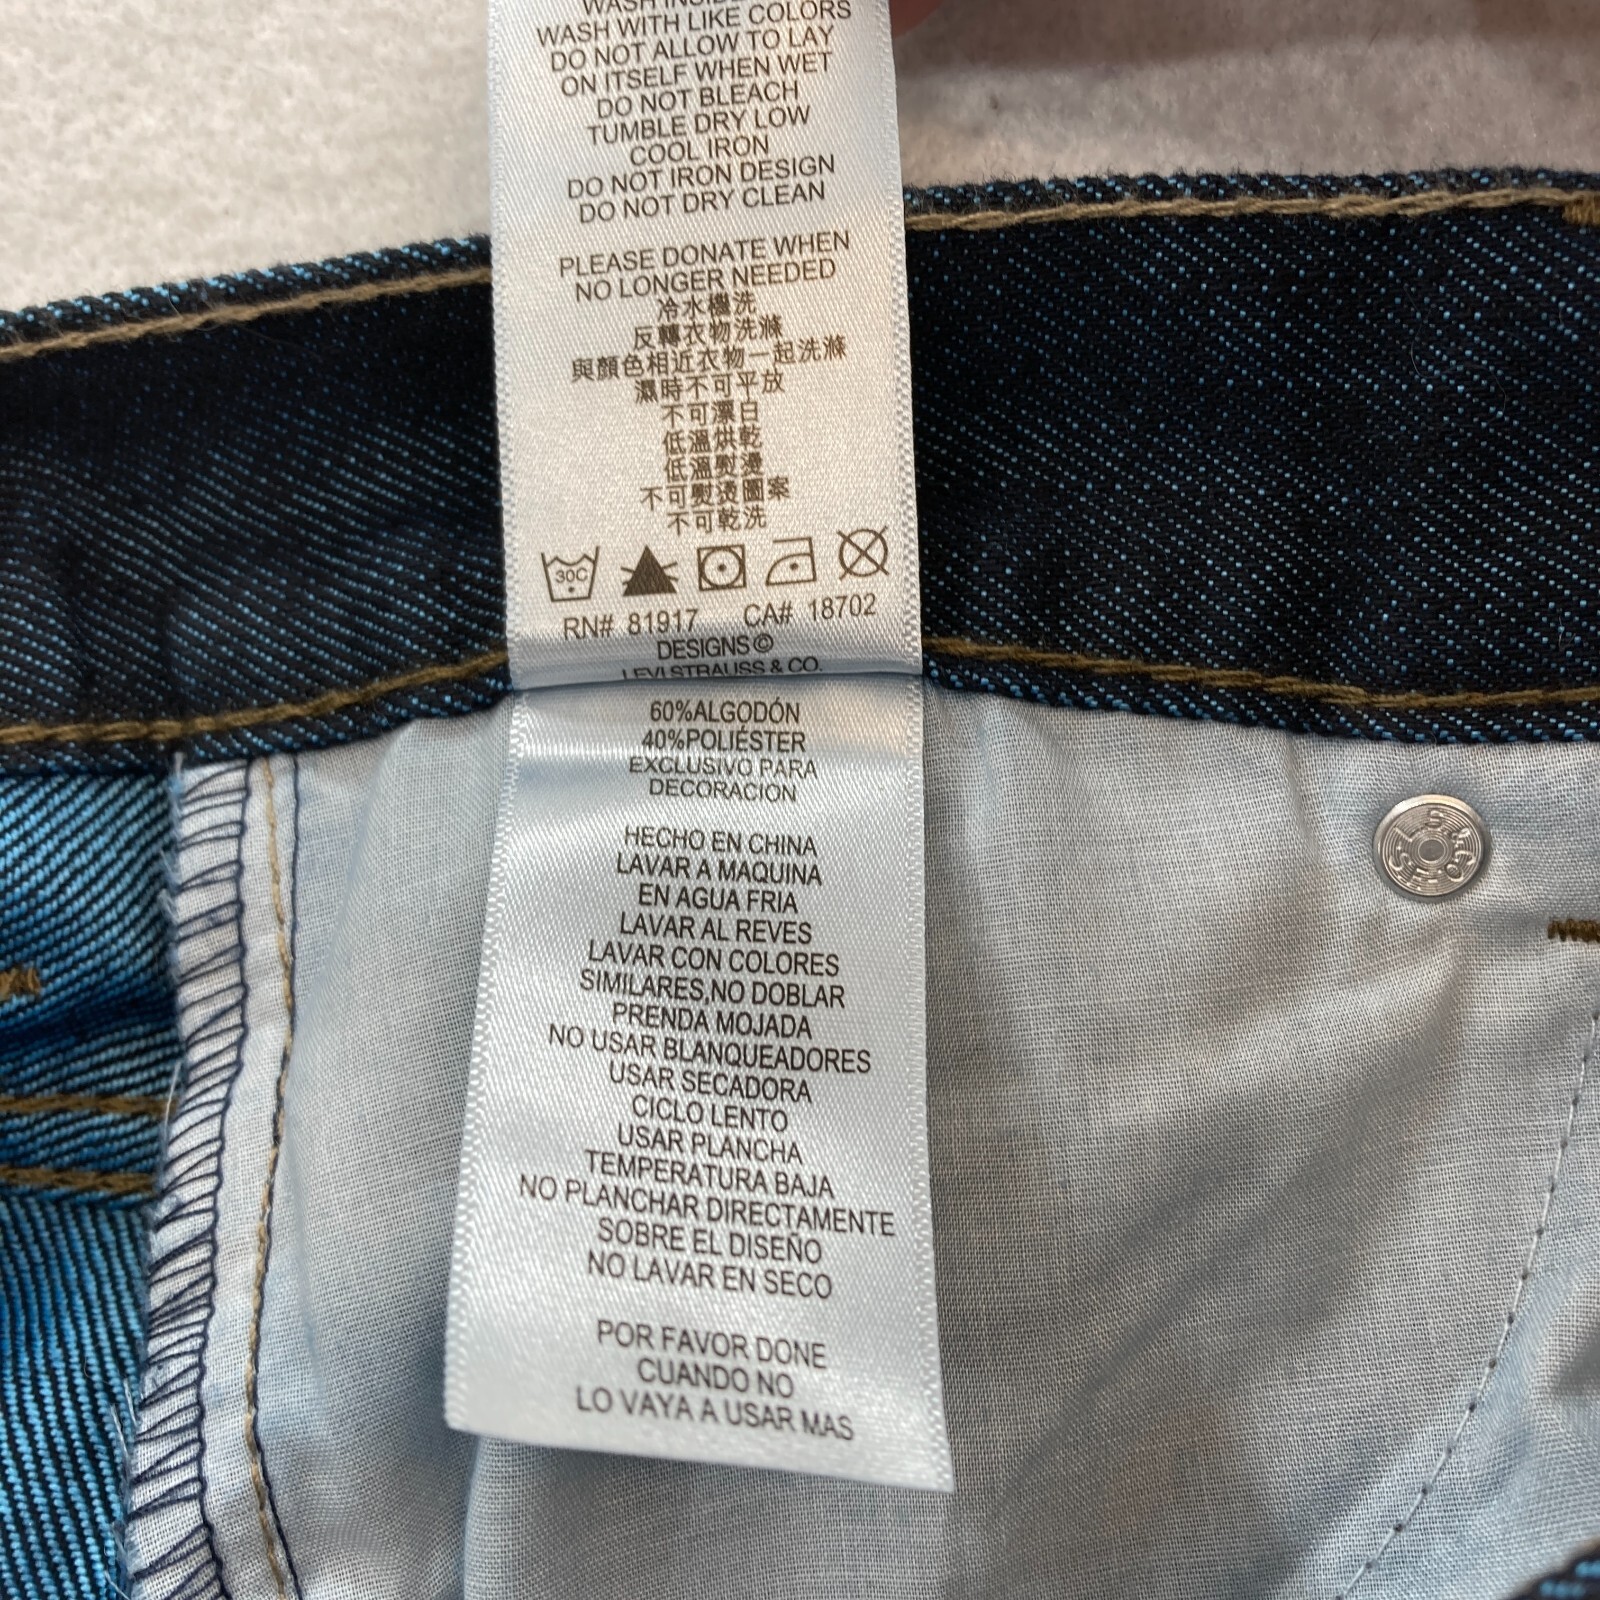 WASH INSIDE
WASH WITH LIKE COLORS
DO NOT ALLOW TO LAY
ON ITSELF WHEN WET
DO NOT BLEACH
TUMBLE DRY LOW
COOL IRON
DO NOT IRON DESIGN
DO NOT DRY CLEAN
PLEASE DONATE WHEN
NO LONGER NEEDED
冷水機洗
反轉衣物洗滌
與顏色相近衣物一起洗滌
濕時不可平放
不可漂白
低溫烘乾
低溫熨燙
不可熨燙圖案
不可乾洗
30C
RN# 81917 CA# 18702
DESIGNS©
LEVI STRAUSS & CO.
60%ALGODÓN
40%POLIÉSTER
EXCLUSIVO PARA
DECORACION
HECHO EN CHINA
LAVAR A MAQUINA
EN AGUA FRIA
LAVAR AL REVES
LAVAR CON COLORES
SIMILARES,NO DOBLAR
PRENDA MOJADA
NO USAR BLANQUEADORES
USAR SECADORA
CICLO LENTO
USAR PLANCHA
TEMPERATURA BAJA
NO PLANCHAR DIRECTAMENTE
SOBRE EL DISEÑO
NO LAVAR EN SECO
POR FAVOR DONE
CUANDO NO
LO VAYA A USAR MAS